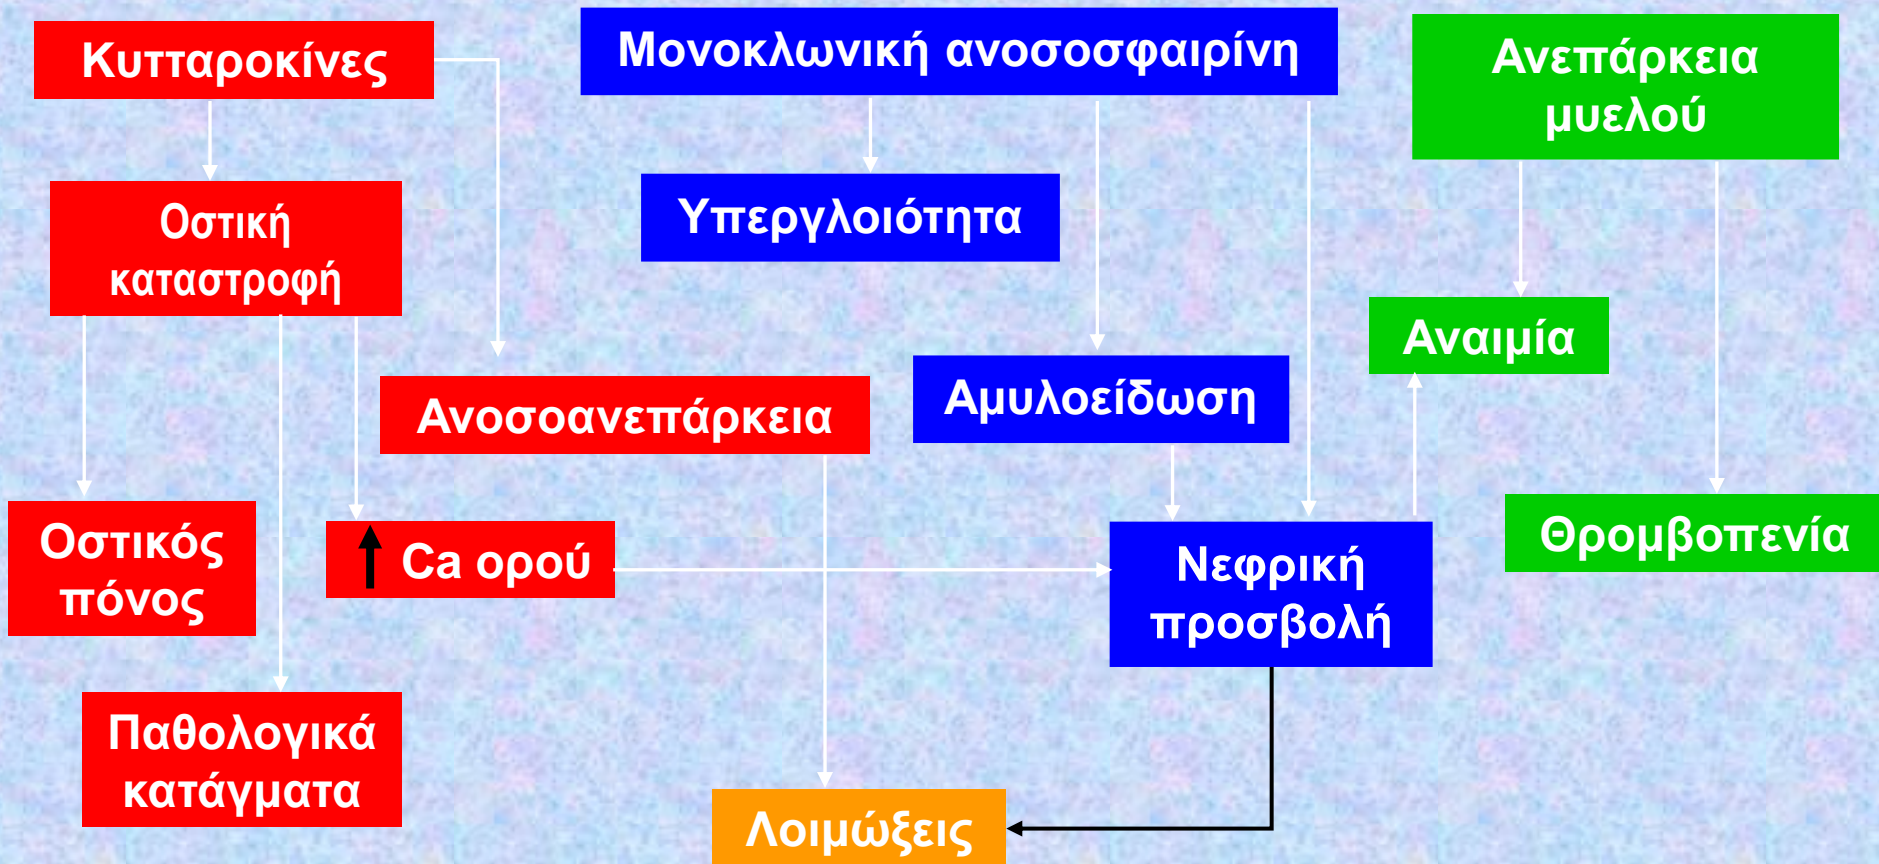 Κυτταροκίνες
Μονοκλωνική ανοσοσφαιρίνη
Ανεπάρκεια
μυελού
Οστική
καταστροφή
Υπεργλοιότητα
Αναιμία
Ανοσοανεπάρκεια
Αμυλοείδωση
Οστικός
πόνος
Ca ορού
Νεφρική
προσβολή
Θρομβοπενία
Παθολογικά
κατάγματα
Λοιμώξεις